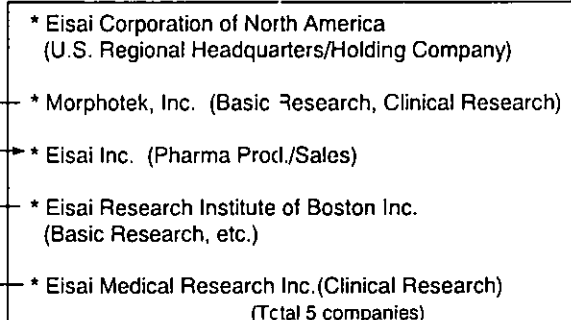 * Eisai Corporation of North America
(U.S. Regional Headquarters/Holding Company)
* Morphotek, Inc. (Basic Research, Clinical Research)
* Eisai Inc. (Pharma Prod./Sales)
* Eisai Research Institute of Boston Inc.
(Basic Research, etc.)
* Eisai Medical Research Inc.(Clinical Research)
(Total 5 companies)